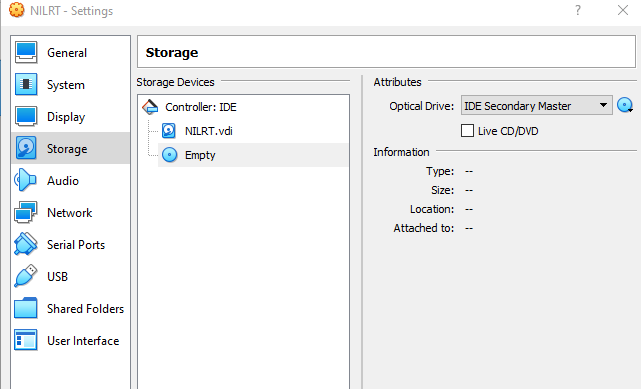 NILRT - Settings
? ×
General
System
Display
Storage
Audio
Network
Serial Ports
USB
Shared Folders
User Interface
Storage
Storage Devices
Controller: IDE
NILRT.vdi
Empty
Attributes
Optical Drive: IDE Secondary Master
Live CD/DVD
Information
Type: --
Size: --
Location: --
Attached to: --